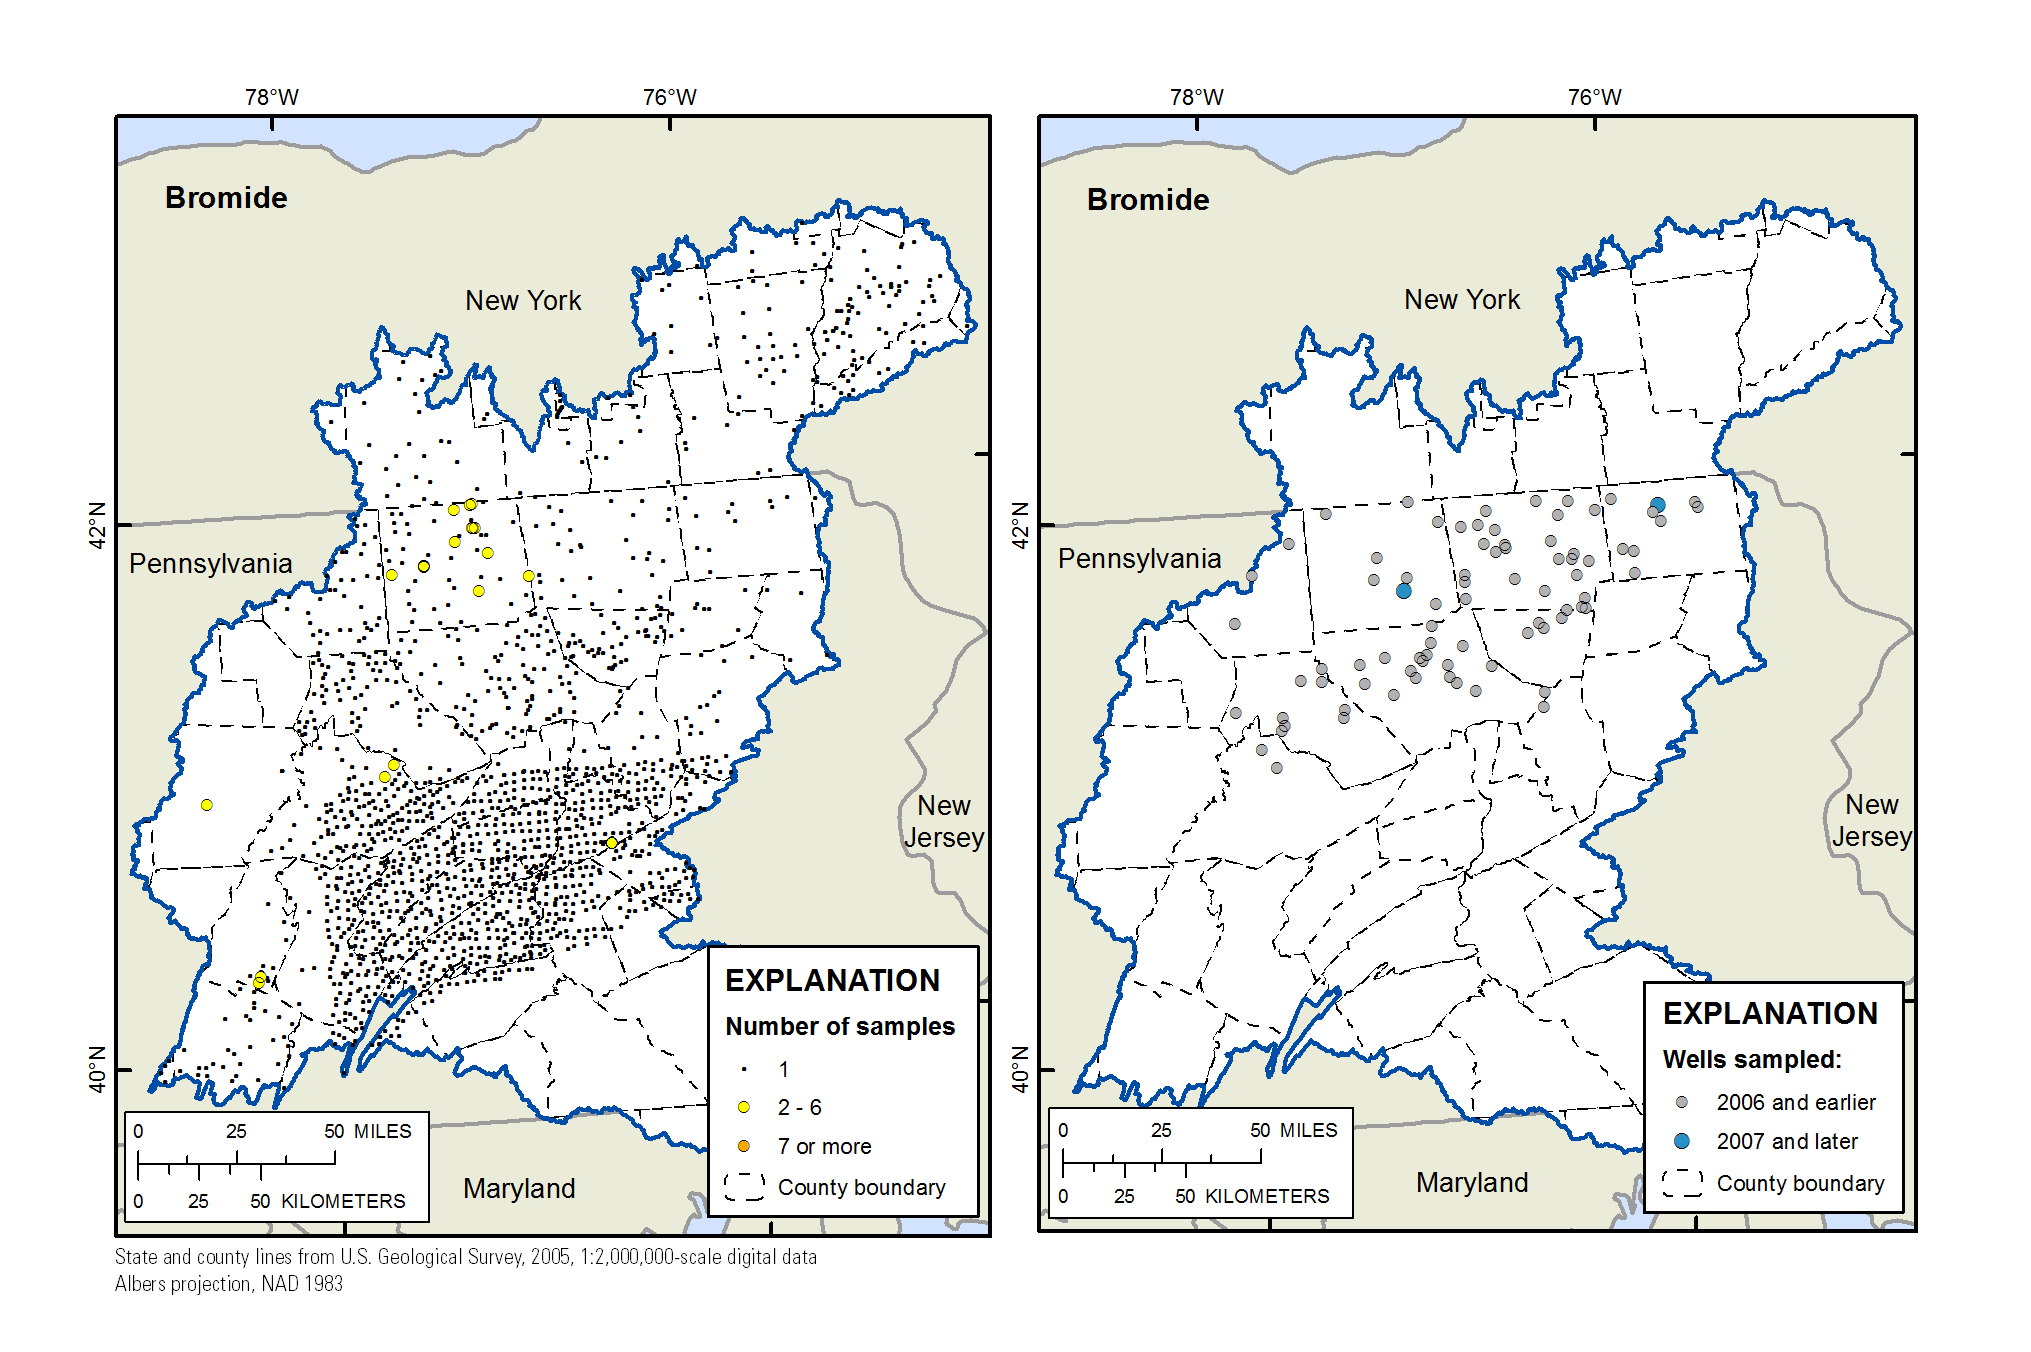 78°W
76°W
78°W
76°W
Bromide
Bromide
New York
New York
42°N
42°N
Pennsylvania
Pennsylvania
New
Jersey
New
Jersey
40°N
40°N
EXPLANATION
Number of samples
1
2 - 6
7 or more
County boundary
EXPLANATION
Wells sampled:
2006 and earlier
2007 and later
County boundary
0 25 50 MILES
0 25 50 KILOMETERS
0 25 50 MILES
0 25 50 KILOMETERS
Maryland
Maryland
State and county lines from U.S. Geological Survey, 2005, 1:2,000,000-scale digital data
Albers projection, NAD 1983